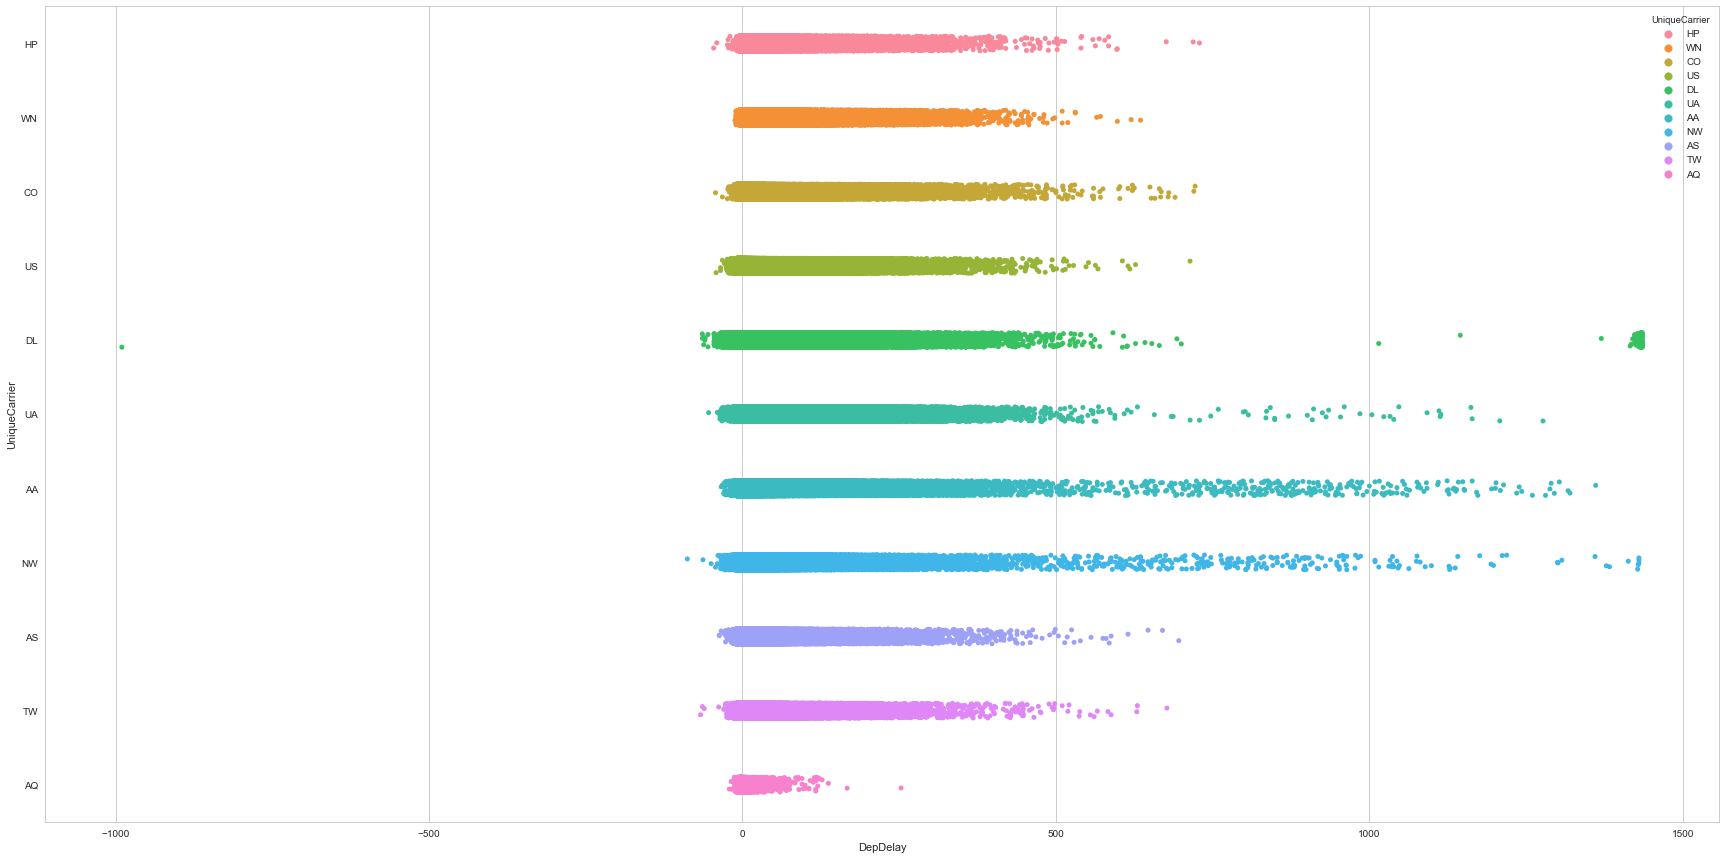 UniqueCarrier
HP
WN
CO
US
DL
UA
AA
NW
AS
TW
AQ
HP
WN
CO
US
DL
UA
AA
NW
AS
TW
AQ
UniqueCarrier
−1000
−500
0
500
1000
1500
DepDelay